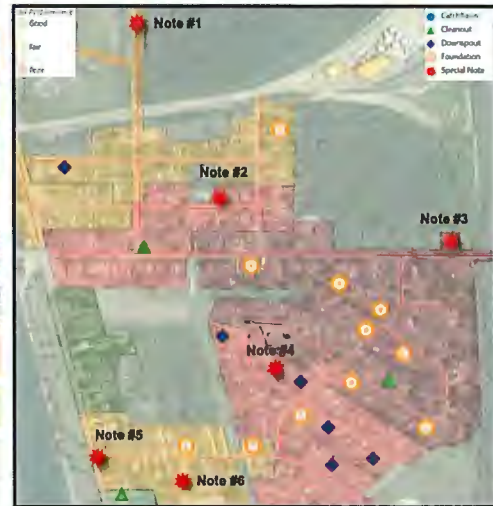 Good
Fair
Poor
Catch Basin
Cleanout
Downspout
Foundation
Special Note
Note #1
Note #2
Note #3
Note #4
Note #5
Note #6